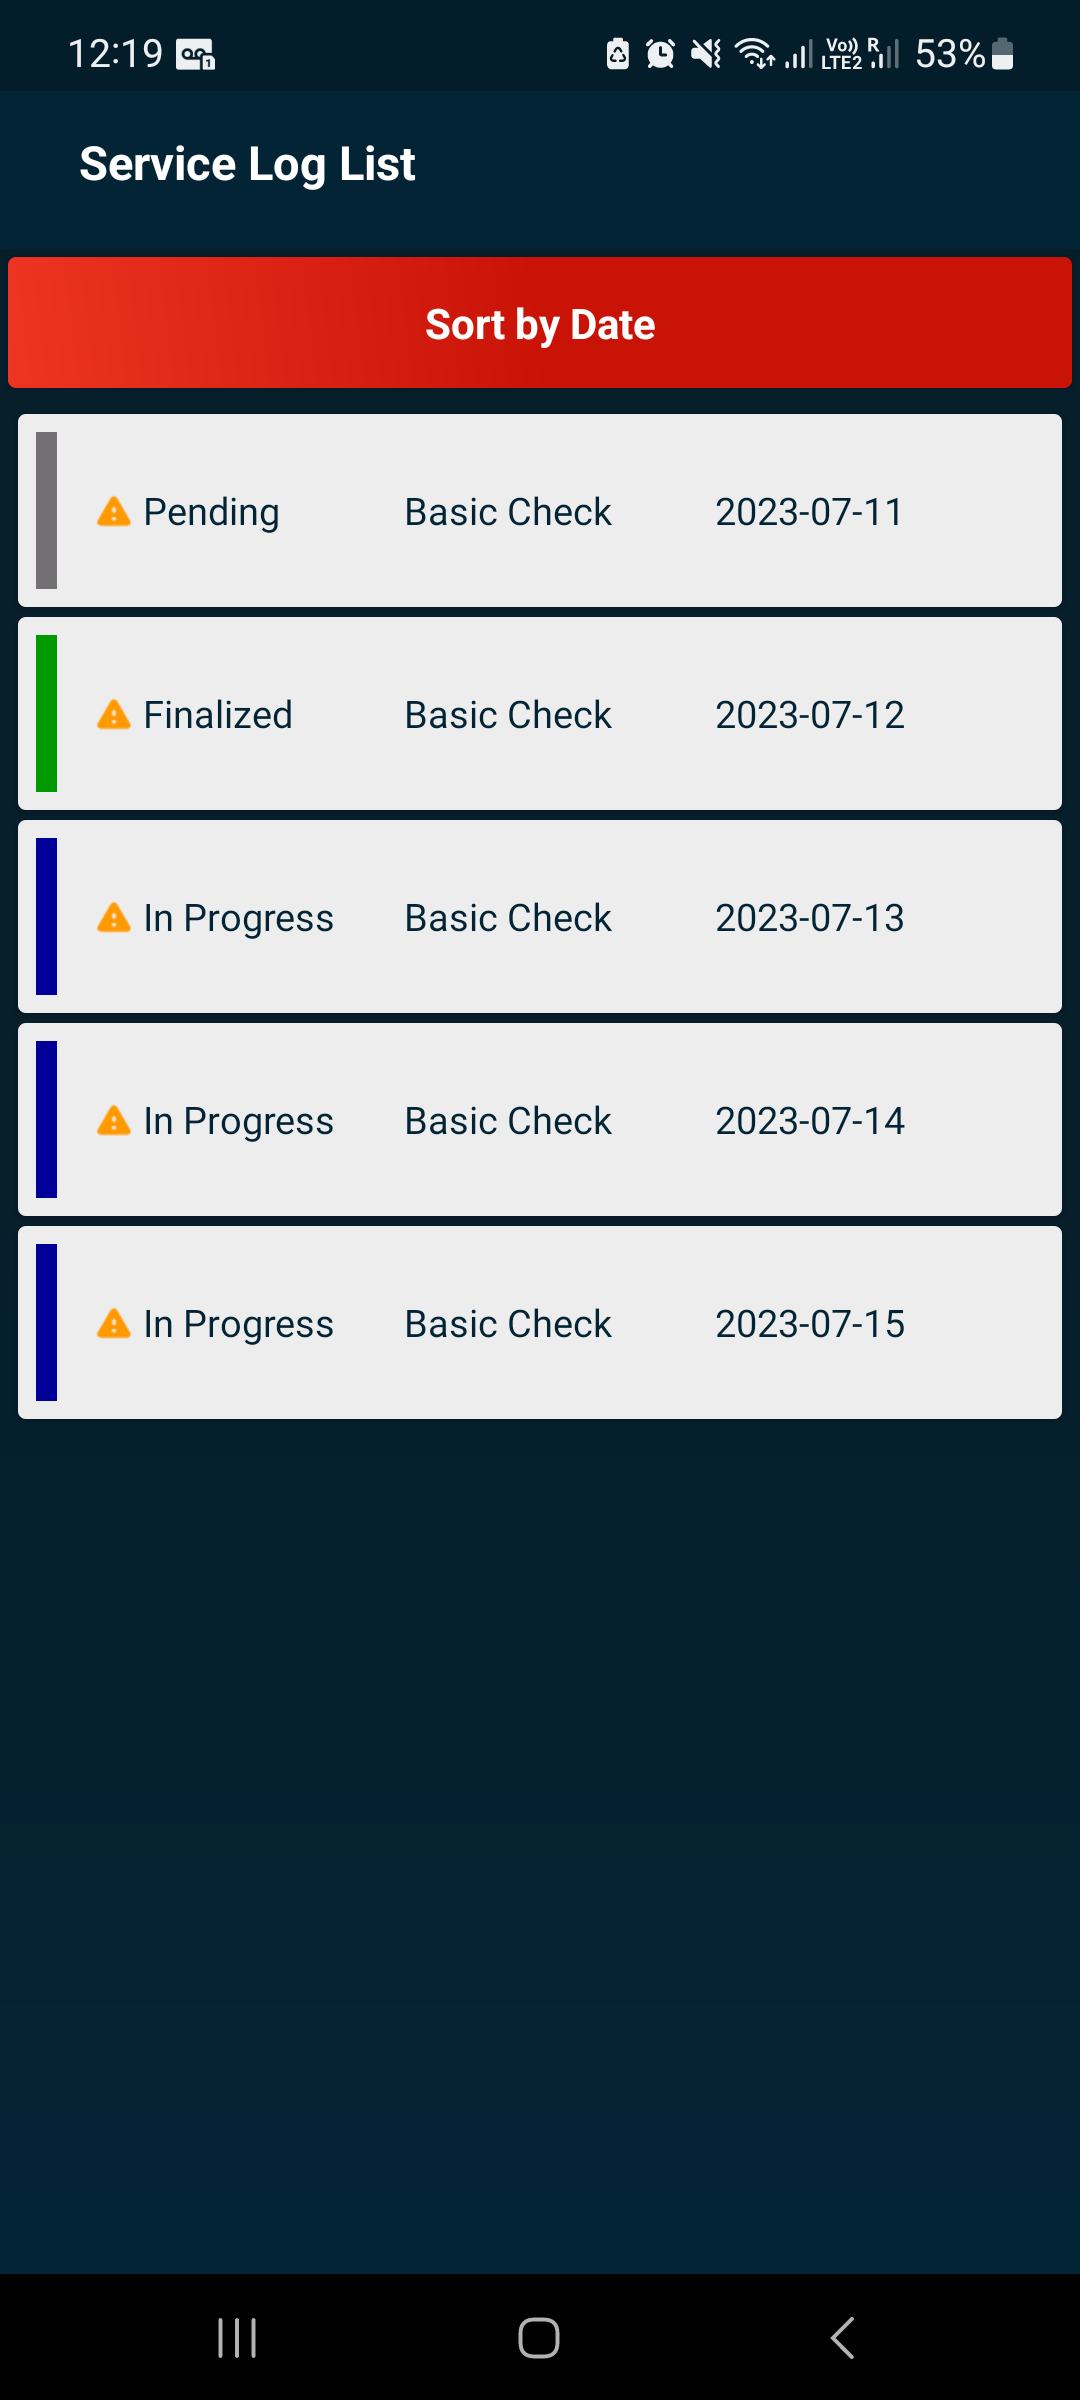 12:19 Vo)) R 53%
LTE2
Service Log List
Sort by Date
Pending Basic Check 2023-07-11
Finalized Basic Check 2023-07-12
In Progress Basic Check 2023-07-13
In Progress Basic Check 2023-07-14
In Progress Basic Check 2023-07-15